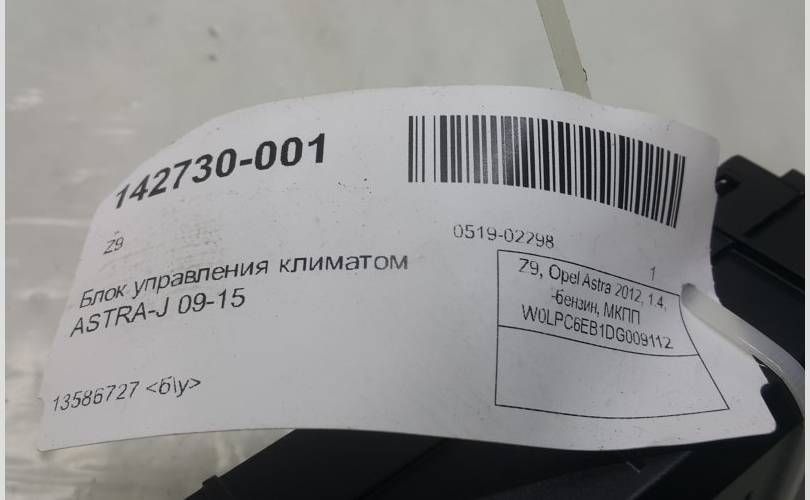 142730-001
Z9
Блок управления климатом
ASTRA-J 09-15
13586727 <б\у>
0519-02298
1
Z9, Opel Astra 2012, 1.4,
-бензин, МКПП
W0LPC6EB1DG009112